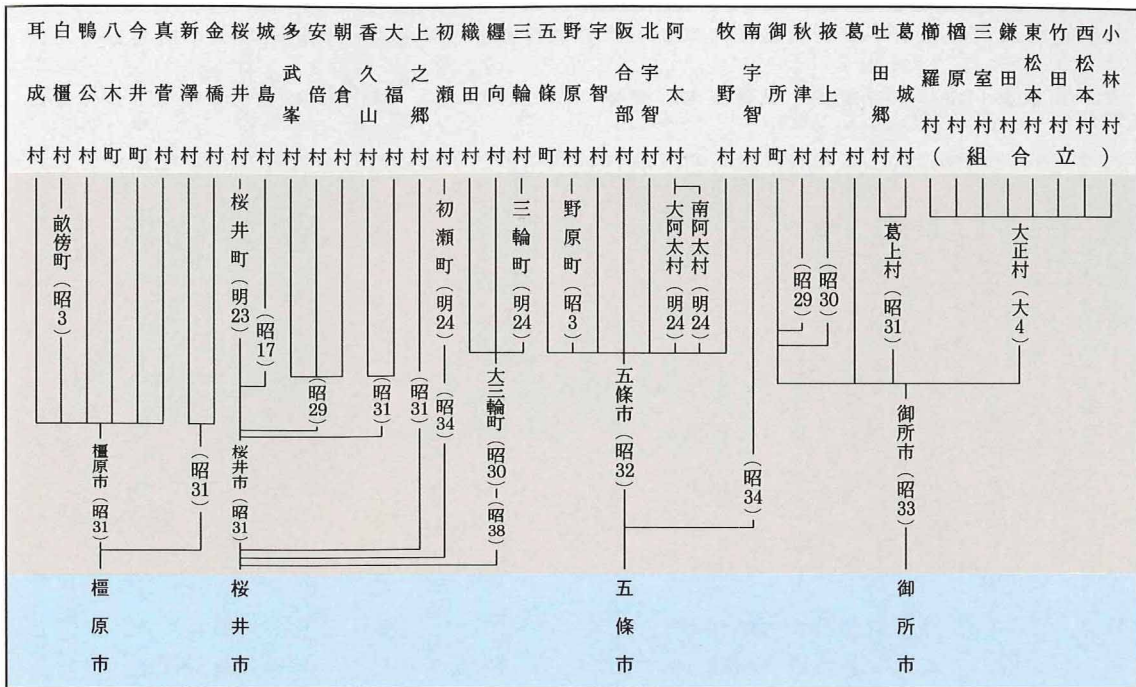 耳成村
白橿村
鴨公村
八木町
今井町
真菅村
新澤村
金橋村
桜井村
城島村
多武峯村
安倍村
朝倉村
香久山村
大福村
上之郷村
初瀬村
織田村
纒向村
三輪村
五條町
野原村
宇智村
阪合部村
北宇智村
阿太村
牧野村
南宇智村
御所町
秋津村
掖上村
葛村
吐田郷村
葛城村
櫛羅村
楢原村
三室村
鎌田村
東松本村
竹田村
西松本村
小林村
(組合立)
畝傍町(昭3)
桜井町(明23)
(昭17)
初瀬町(明24)
三輪町(明24)
野原町(昭3)
大阿太村(明24)
南阿太村(明24)
(昭29)
(昭30)
葛上村(昭31)
大正村(大4)
(昭29)
(昭31)
(昭31)
(昭34)
大三輪町(昭30)-(昭38)
五條市(昭32)
(昭34)
御所市(昭33)
橿原市(昭31)
(昭31)
桜井市(昭31)
橿原市
桜井市
五條市
御所市